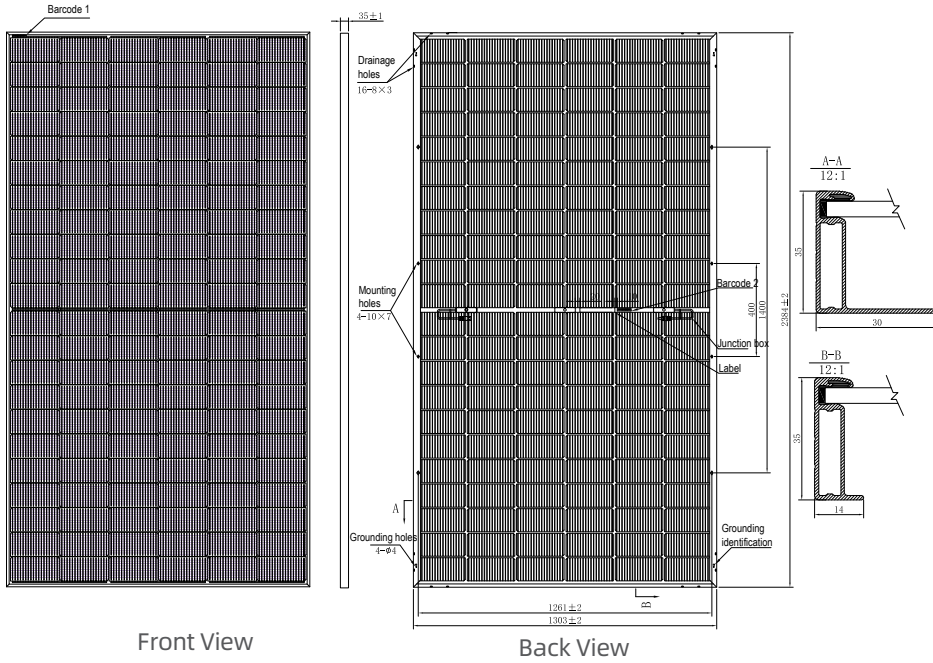 Barcode 1
35±1
Drainage
holes
16-8×3
A-A
12:1
35
30
Mounting
holes
4-10×7
Barcode 2
400
1400
2384±2
Junction box
Label
B-B
12:1
35
14
A
Grounding holes
4-ϕ4
Grounding
identification
B
1261±2
1303±2
Front View
Back View